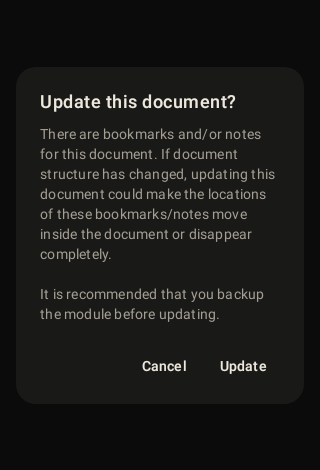 Update this document?
There are bookmarks and/or notes
for this document. If document
structure has changed, updating this
document could make the locations
of these bookmarks/notes move
inside the document or disappear
completely.
It is recommended that you backup
the module before updating.
Cancel Update